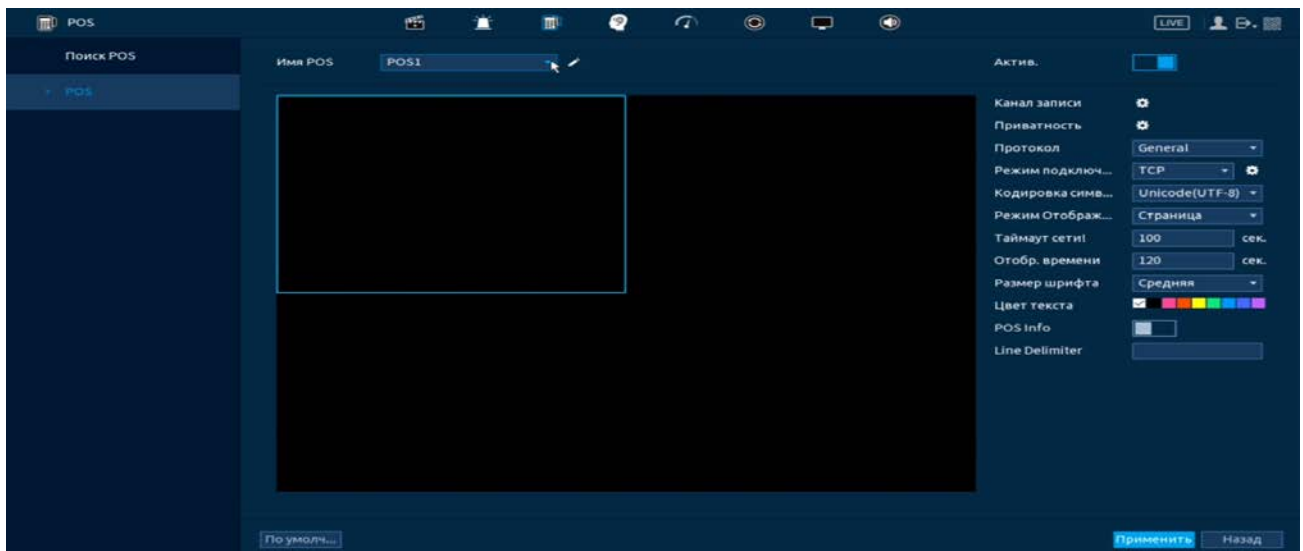 POS
LIVE
Поиск POS
POS
Имя POS POS1
Актив.
Канал записи
Приватность
Протокол General
Режим подключ... TCP
Кодировка симв... Unicode(UTF-8)
Режим Отображ... Страница
Таймаут сети! 100 сек.
Отобр. времени 120 сек.
Размер шрифта Средняя
Цвет текста
POS Info
Line Delimiter
По умолч... Применить Назад